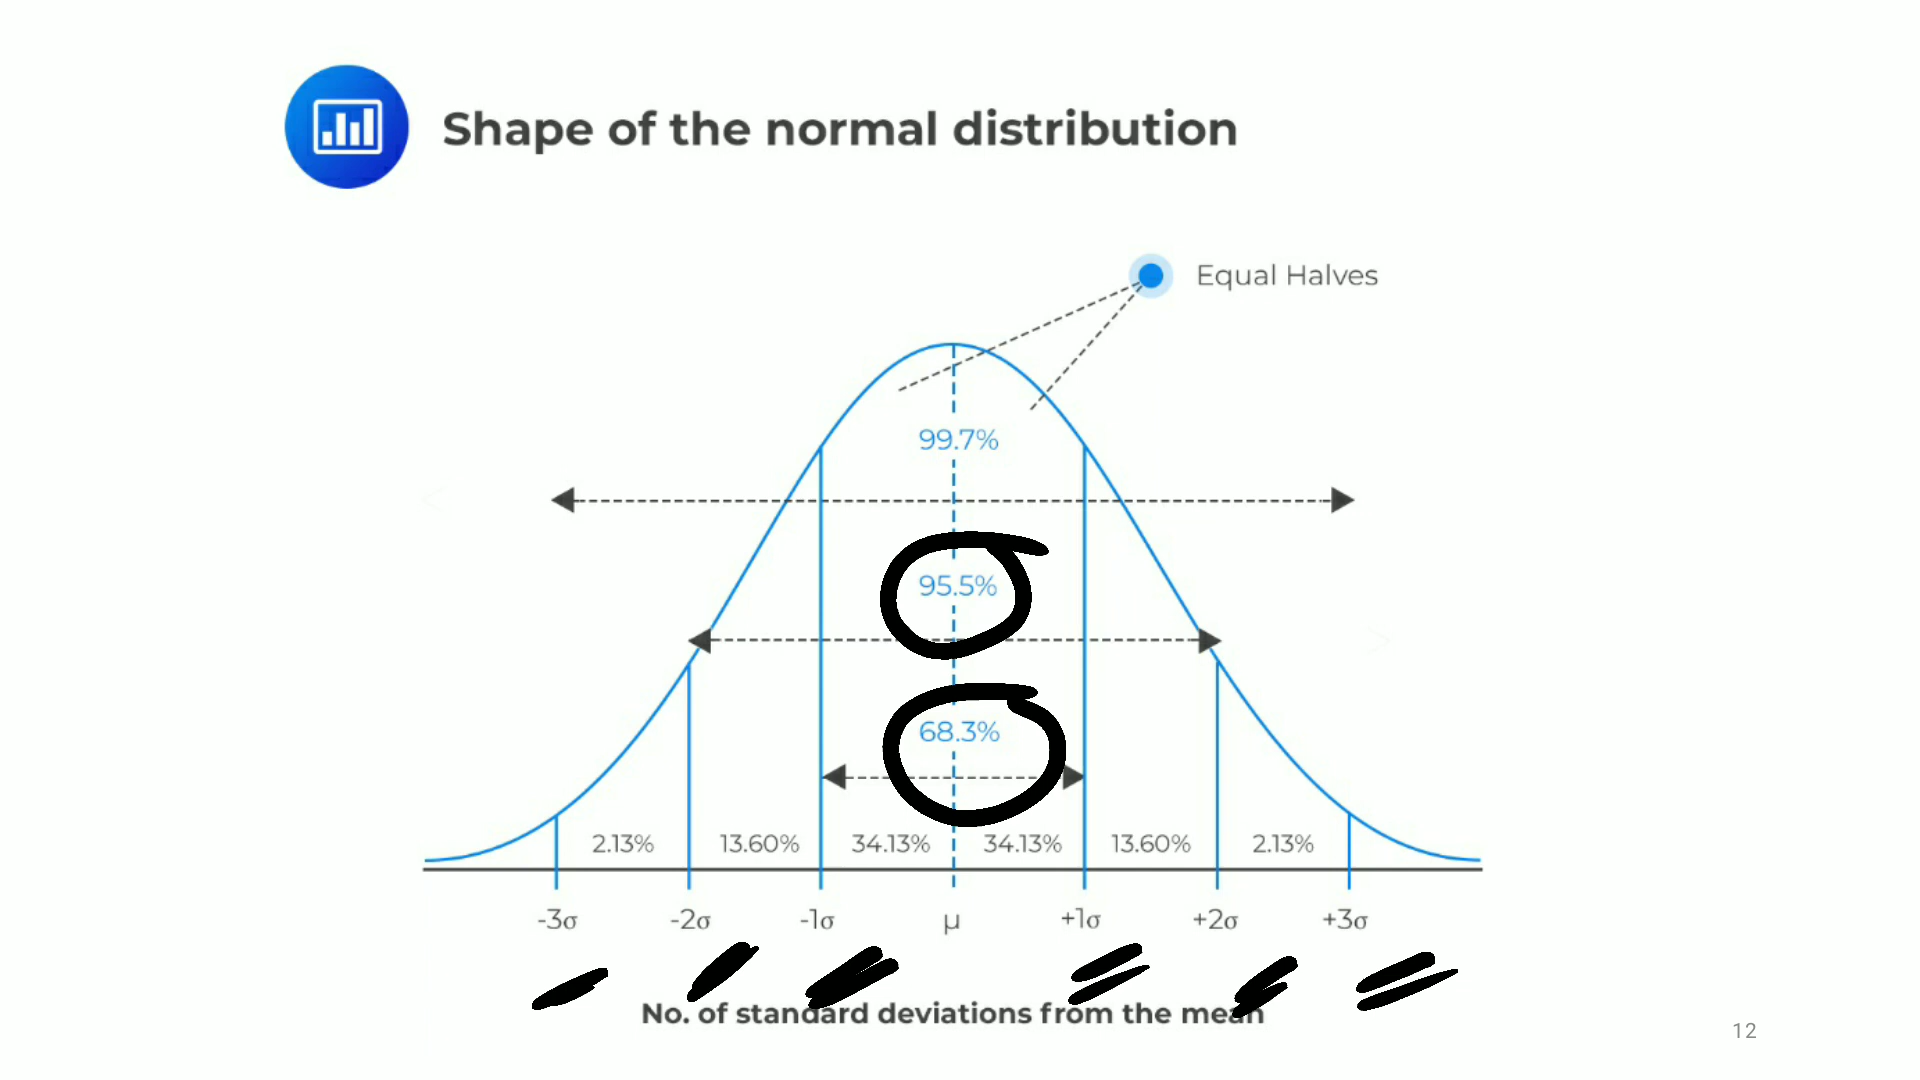 Shape of the normal distribution
Equal Halves
99.7%
95.5%
68.3%
2.13% 13.60% 34.13% 34.13% 13.60% 2.13%
-3σ -2σ -1σ μ +1σ +2σ +3σ
No. of standard deviations from the mean
12